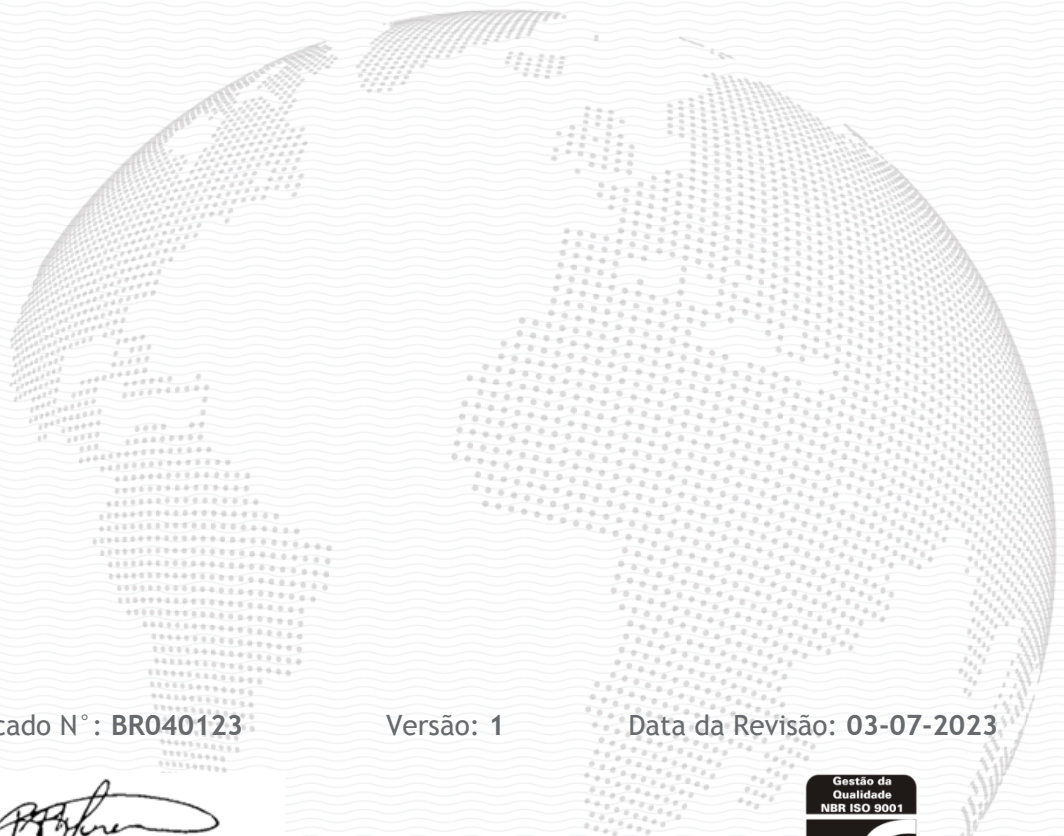 cado N°: BR040123 Versão: 1 Data da Revisão: 03-07-2023
Gestão da
Qualidade
NBR ISO 9001